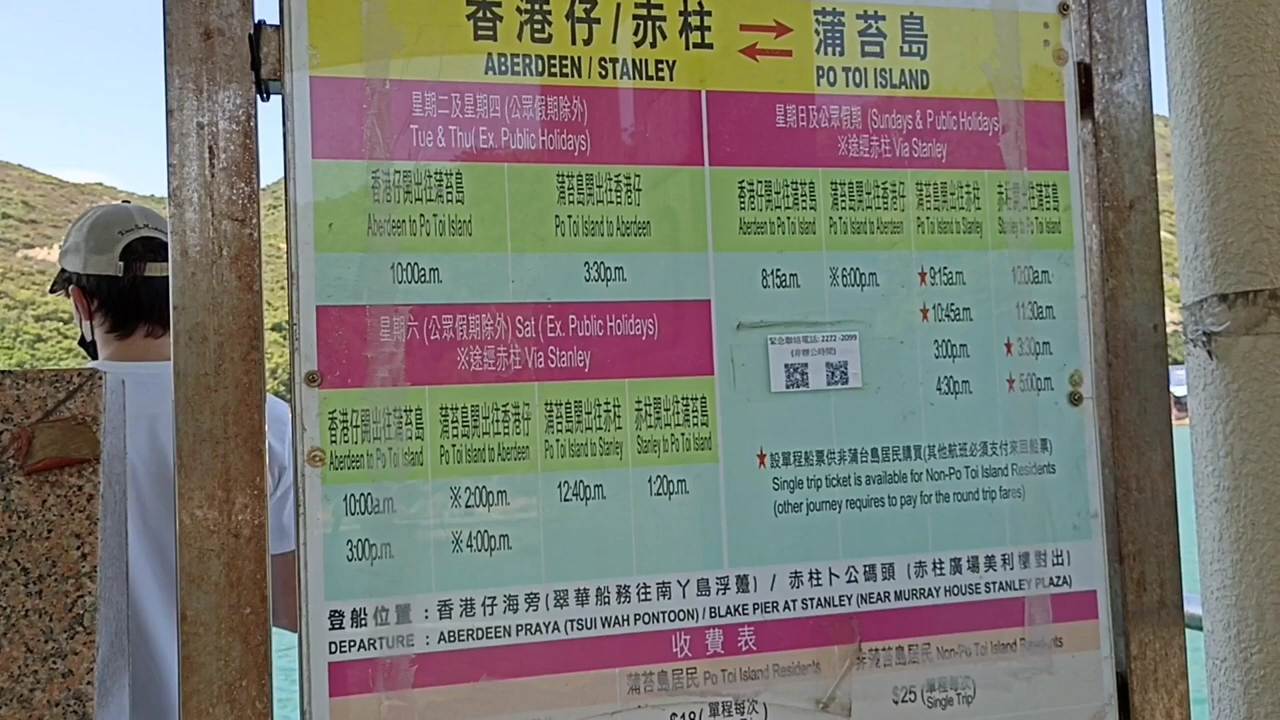 香港仔/赤柱
ABERDEEN / STANLEY
蒲苔島
PO TOI ISLAND
星期二及星期四 (公眾假期除外)
Tue & Thu( Ex. Public Holidays)
香港仔開出往蒲苔島
Aberdeen to Po Toi Island
蒲苔島開出往香港仔
Po Toi Island to Aberdeen
10:00a.m.
3:30p.m.
星期六 (公眾假期除外) Sat ( Ex. Public Holidays)
※途經赤柱 Via Stanley
香港仔開出往蒲苔島
Aberdeen to Po Toi Island
蒲苔島開出往香港仔
Po Toi Island to Aberdeen
蒲苔島開出往赤柱
Po Toi Island to Stanley
赤柱開出往蒲苔島
Stanley to Po Toi Island
10:00a.m.
※ 2:00p.m.
12:40p.m.
1:20p.m.
3:00p.m.
※ 4:00p.m.
星期日及公眾假期 (Sundays & Public Holidays)
※途經赤柱 Via Stanley
香港仔開出往蒲苔島
Aberdeen to Po Toi Island
蒲苔島開出往香港仔
Po Toi Island to Aberdeen
蒲苔島開出往赤柱
Po Toi Island to Stanley
赤柱開出往蒲苔島
Stanley to Po Toi Island
8:15a.m.
※ 6:00p.m.
★ 9:15a.m.
10:00a.m.
★ 10:45a.m.
11:30a.m.
3:00p.m.
★ 3:30p.m.
4:30p.m.
★ 5:00p.m.
緊急聯絡電話: 2272 -2099
(非辦公時間)
★ 設單程船票供非蒲台島居民購買(其他航班必須支付來回船票)
Single trip ticket is available for Non-Po Toi Island Residents
(other journey requires to pay for the round trip fares)
登船位置 : 香港仔海旁(翠華船務往南丫島浮躉) / 赤柱卜公碼頭 (赤柱廣場美利樓對出)
DEPARTURE : ABERDEEN PRAYA (TSUI WAH PONTOON) / BLAKE PIER AT STANLEY (NEAR MURRAY HOUSE STANLEY PLAZA)
收費表
蒲苔島居民 Po Toi Island Residents
非蒲苔島居民 Non-Po Toi Island Residents
$18( 單程每次 )
$25 ( 單程每次
Single Trip )